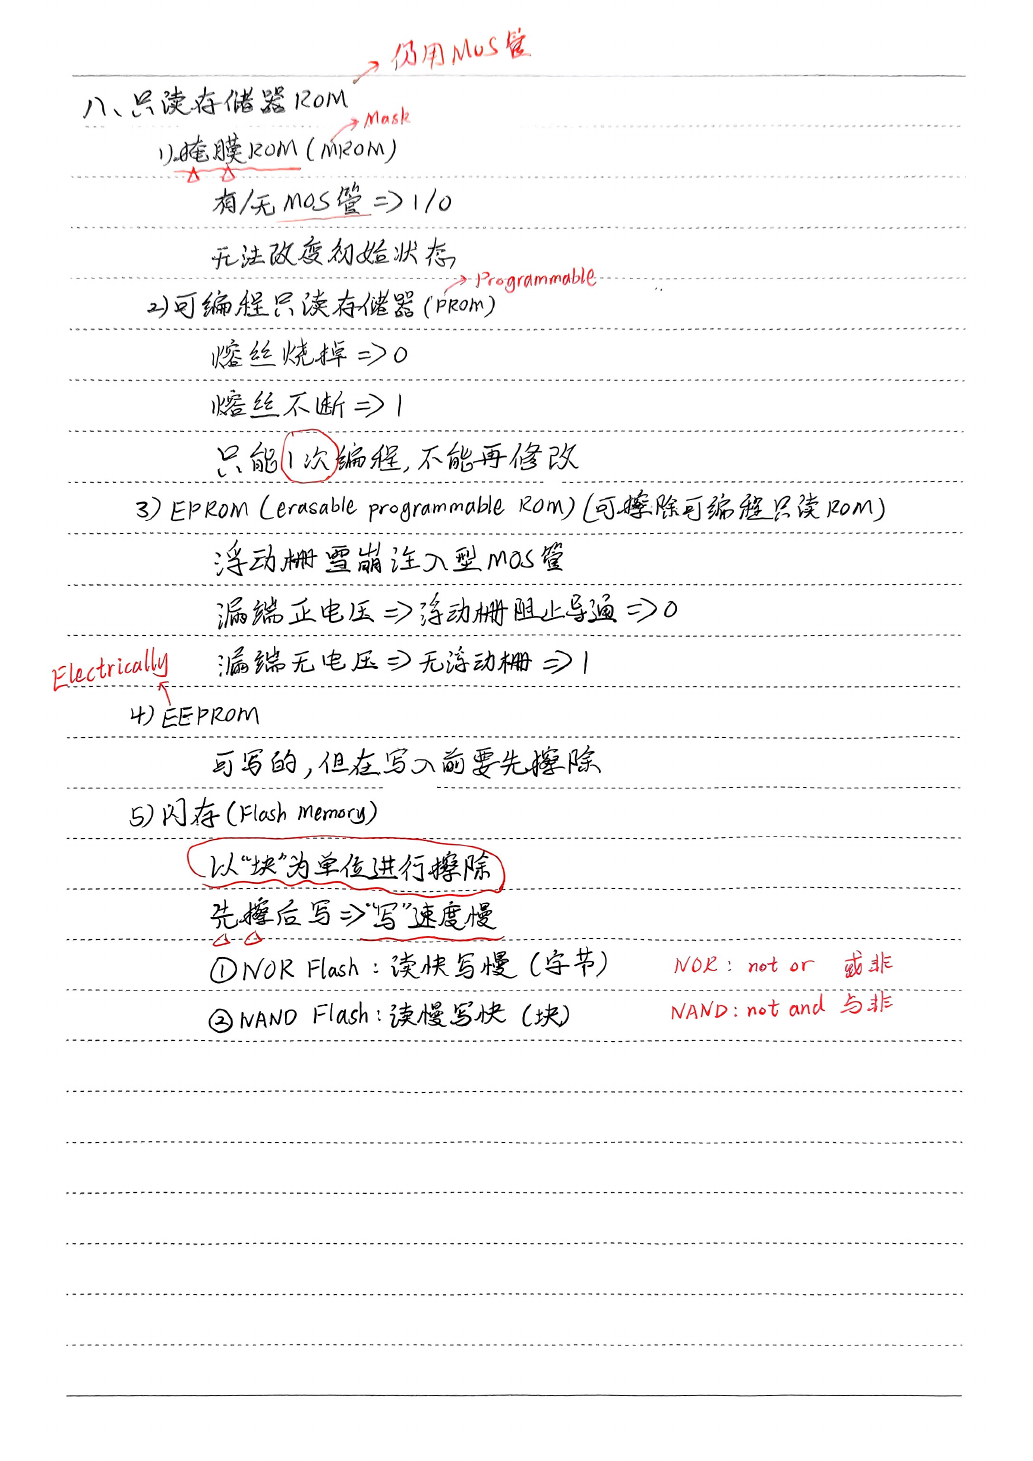 仍用MOS管
八、只读存储器ROM
Mask
1)掩膜ROM(MROM)
有/无MOS管=>1/0
无法改变初始状态
Programmable
2)可编程只读存储器(PROM)
熔丝烧掉=>0
熔丝不断=>1
只能1次编程,不能再修改
3)EPROM(erasable programmable ROM)(可擦除可编程只读ROM)
浮动栅雪崩注入型MOS管
漏端正电压=>浮动栅阻止导通=>0
漏端无电压=>无浮动栅=>1
Electrically
4)EEPROM
可写的,但在写入前要先擦除
5)闪存(Flash Memory)
以“块”为单位进行擦除
先擦后写=>“写”速度慢
①NOR Flash:读快写慢(字节) NOR: not or 或非
②NAND Flash:读慢写快(块) NAND: not and 与非